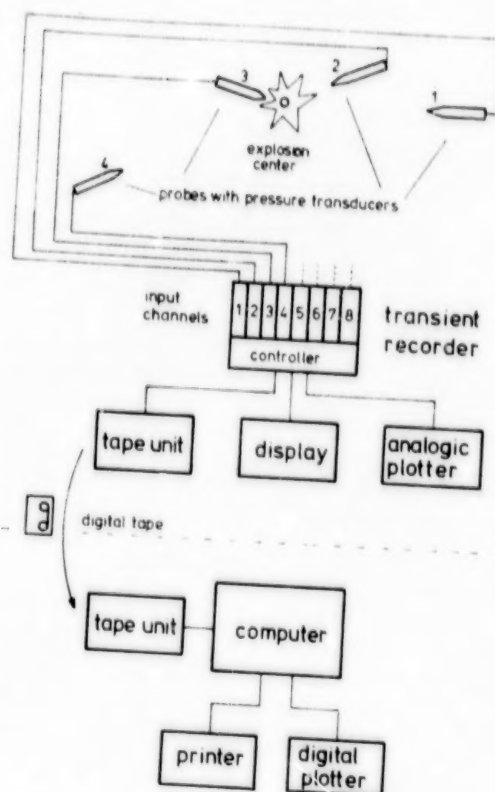 2
3
1
explosion
center
4
probes with pressure transducers
input
channels
1 2 3 4 5 6 7 8
transient
recorder
controller
tape unit
display
analogic
plotter
digital tape
tape unit
computer
printer
digital
plotter